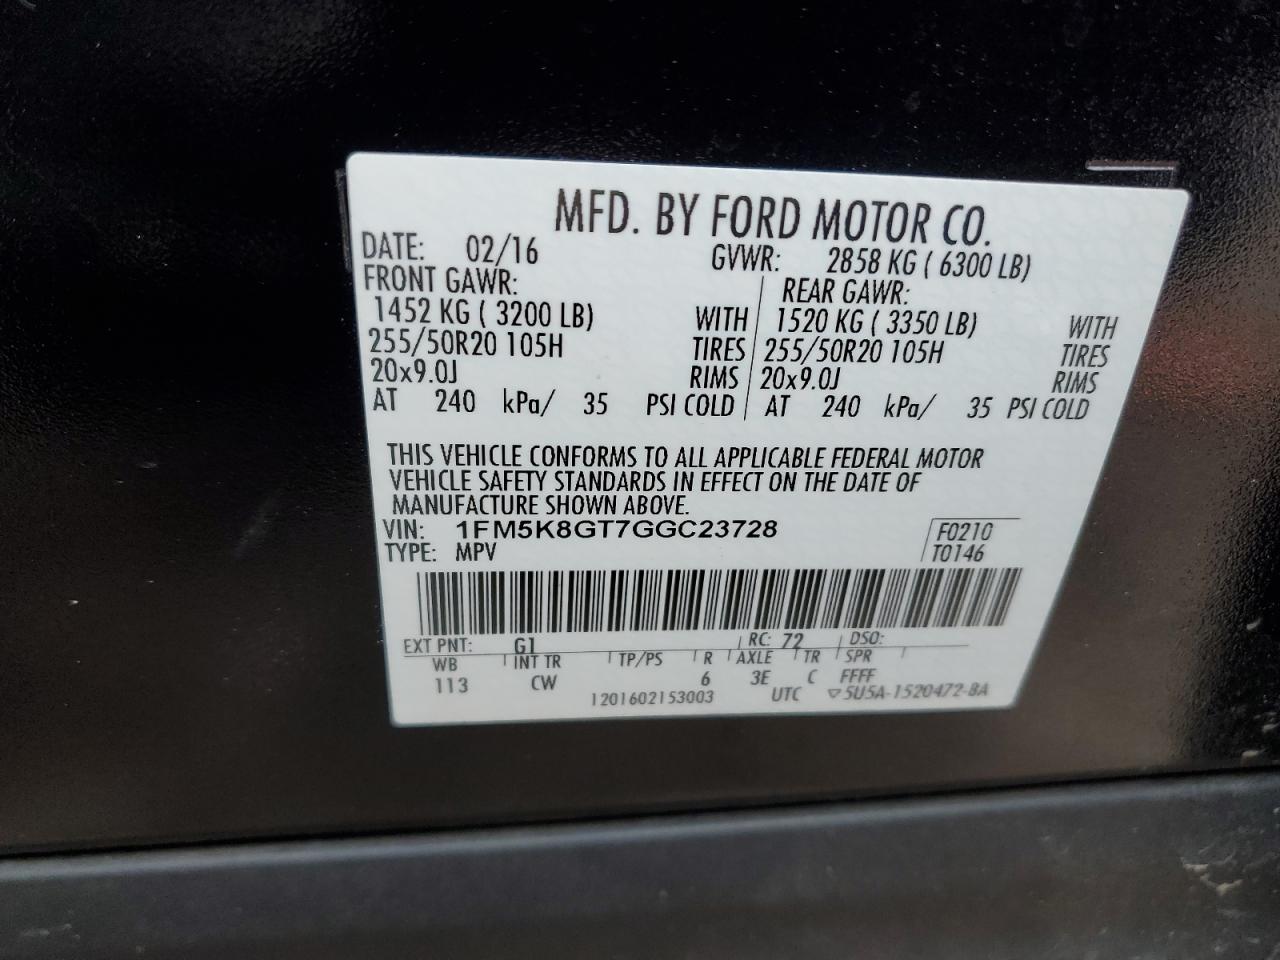 MFD. BY FORD MOTOR CO.
DATE: 02/16 GVWR: 2858 KG ( 6300 LB)
FRONT GAWR: REAR GAWR:
1452 KG ( 3200 LB) WITH 1520 KG ( 3350 LB) WITH
255/50R20 105H TIRES 255/50R20 105H TIRES
20x9.0J RIMS 20x9.0J RIMS
AT 240 kPa/ 35 PSI COLD AT 240 kPa/ 35 PSI COLD
THIS VEHICLE CONFORMS TO ALL APPLICABLE FEDERAL MOTOR
VEHICLE SAFETY STANDARDS IN EFFECT ON THE DATE OF
MANUFACTURE SHOWN ABOVE.
VIN: 1FM5K8GT7GGC23728 F0210
TYPE: MPV T0146
EXT PNT: G1 RC: 72 DSO:
WB INT TR TP/PS R AXLE TR SPR
113 CW 6 3E C FFFF
1201602153003 UTC ▽5U5A-1520472-BA